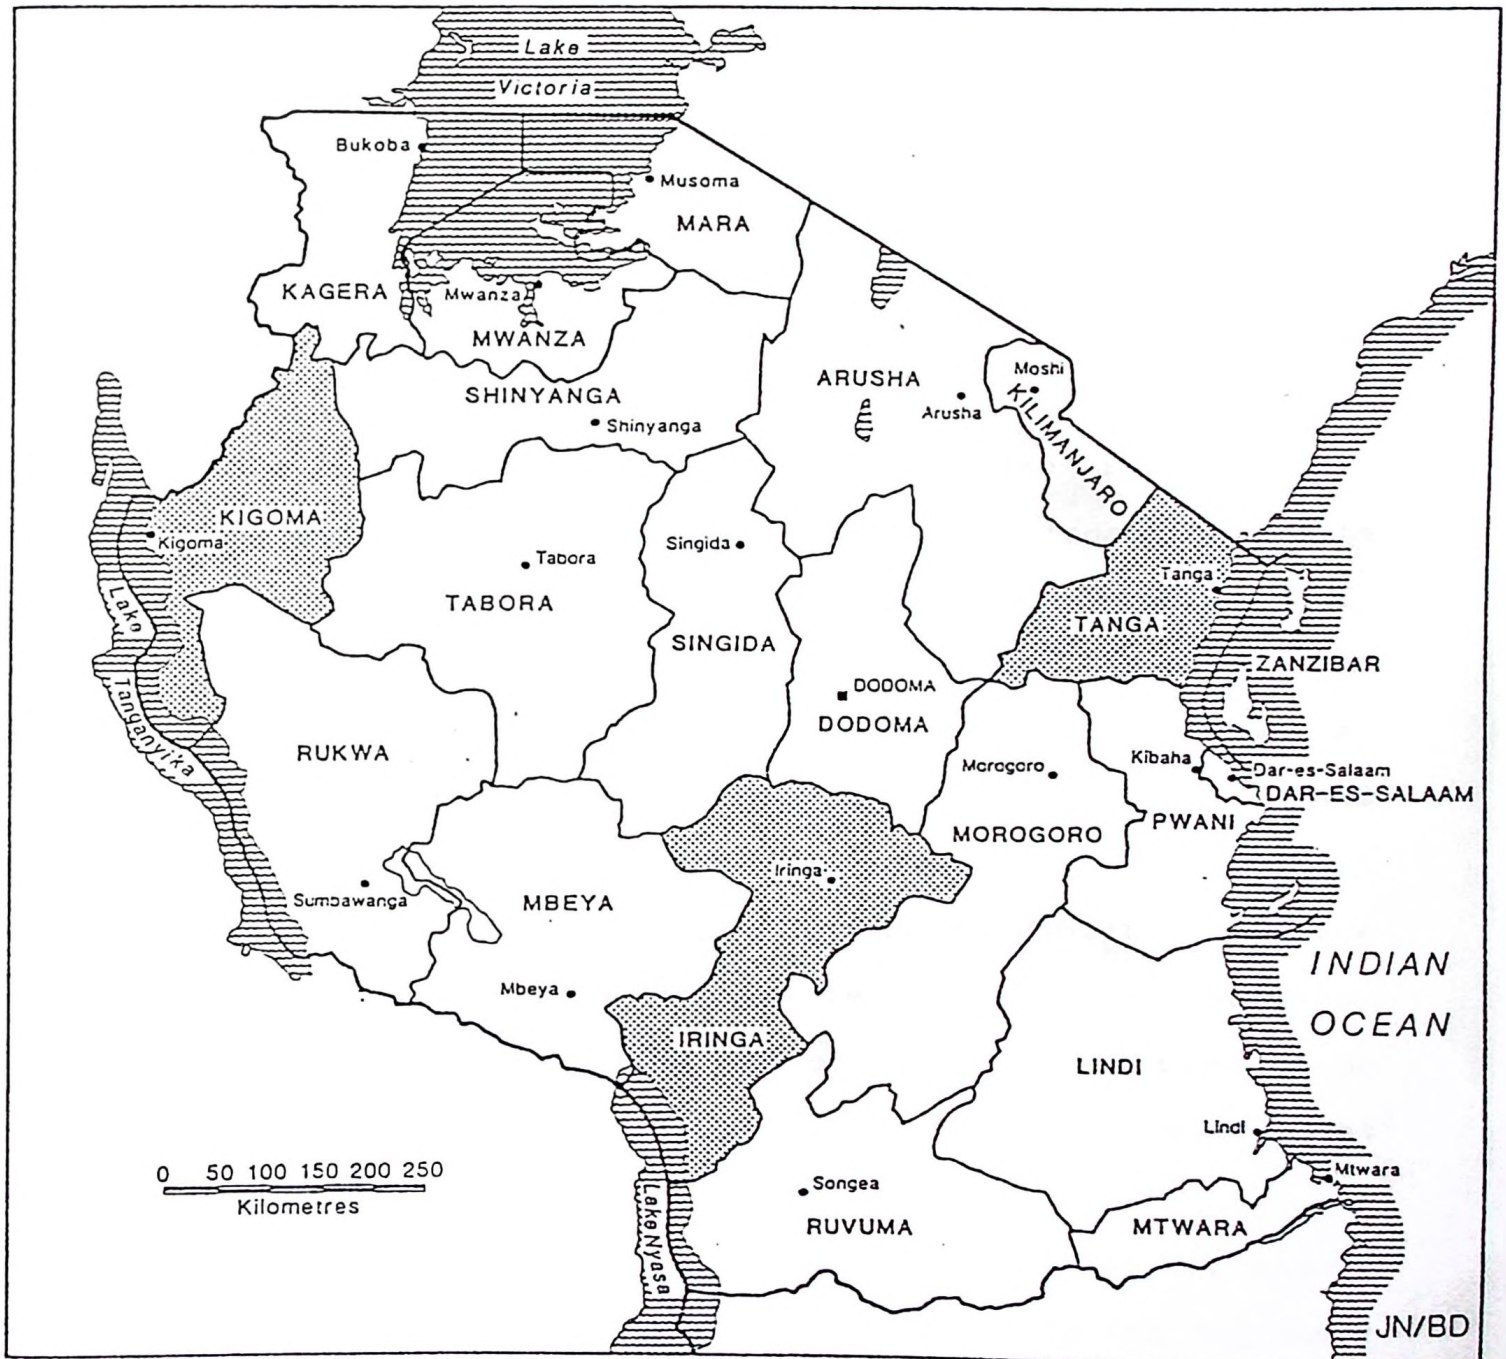 Lake
Victoria
Bukoba
Musoma
MARA
KAGERA
Mwanza
MWANZA
SHINYANGA
Shinyanga
ARUSHA
Arusha
Moshi
KILIMANJARO
KIGOMA
Kigoma
Tabora
TABORA
Singida
SINGIDA
Tanga
TANGA
ZANZIBAR
Lake
Tanganyika
DODOMA
DODOMA
RUKWA
Morogoro
MOROGORO
Kibaha
PWANI
Dar-es-Salaam
DAR-ES-SALAAM
Sumbawanga
MBEYA
Mbeya
Iringa
IRINGA
INDIAN
OCEAN
LINDI
Lindi
Mtwara
MTWARA
Songea
RUVUMA
Lake Nyasa
0 50 100 150 200 250
Kilometres
JN/BD